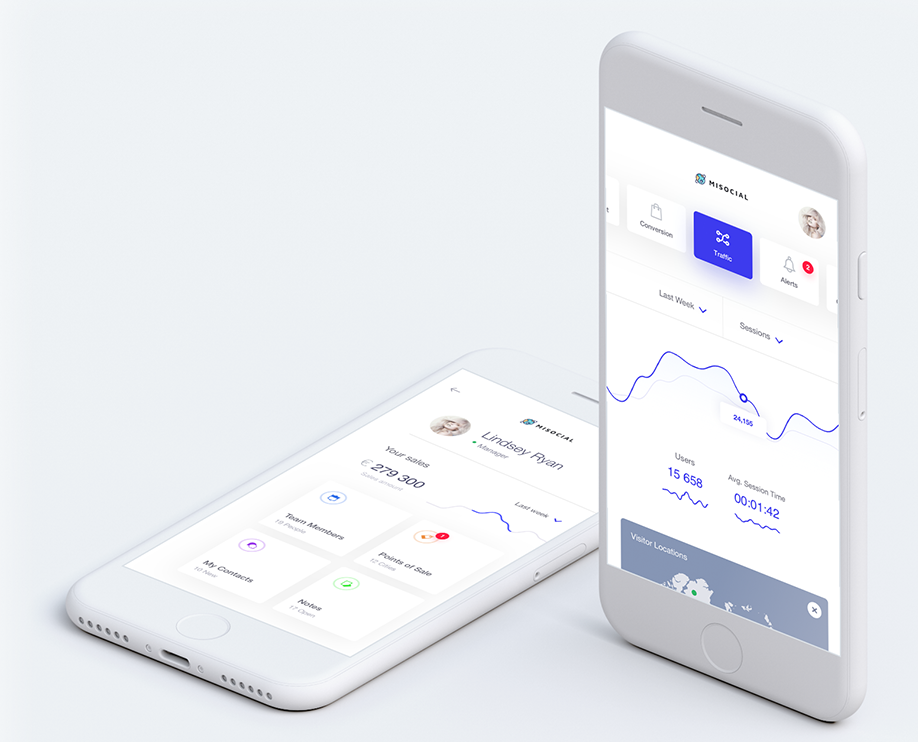 MISOCIAL
t
Conversion
Traffic
Alerts
2
Last Week
Sessions
24,155
Users
15 658
Avg. Session Time
00:01:42
Visitor Locations
MISOCIAL
Lindsey Ryan
Manager
Your sales
€ 279 300
Sales amount
Last week
Team Members
15 People
Points of Sale
12 Cities
My Contacts
10 New
Notes
17 Open